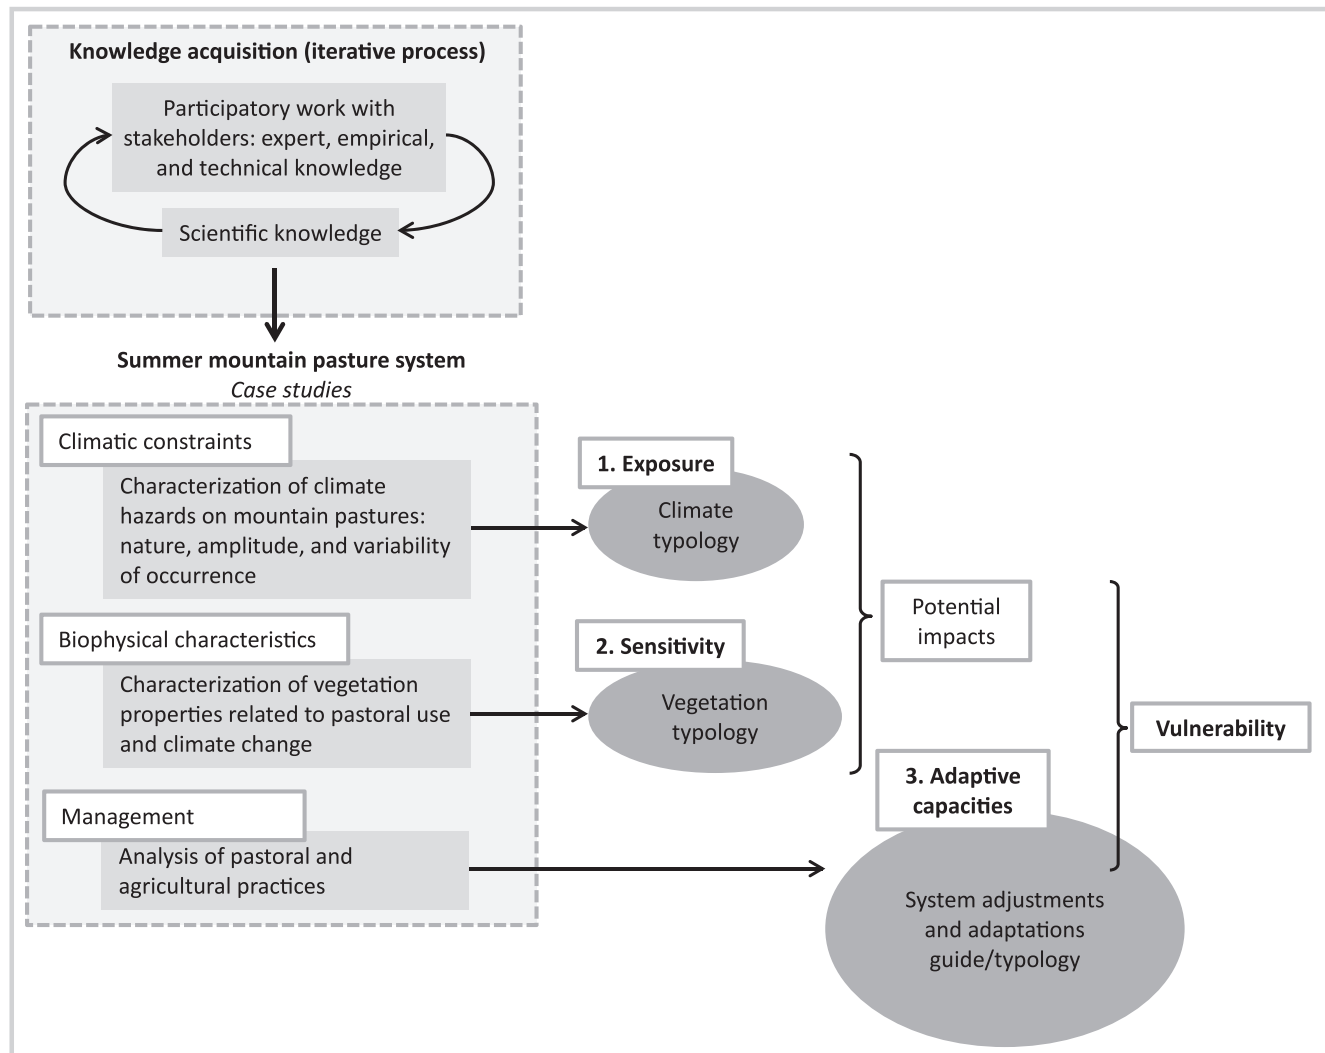 Knowledge acquisition (iterative process)
Participatory work with
stakeholders: expert, empirical,
and technical knowledge
Scientific knowledge
Summer mountain pasture system
Case studies
Climatic constraints
Characterization of climate
hazards on mountain pastures:
nature, amplitude, and variability
of occurrence
1. Exposure
Climate
typology
Biophysical characteristics
Characterization of vegetation
properties related to pastoral use
and climate change
2. Sensitivity
Vegetation
typology
Potential
impacts
Management
Analysis of pastoral and
agricultural practices
3. Adaptive
capacities
System adjustments
and adaptations
guide/typology
Vulnerability